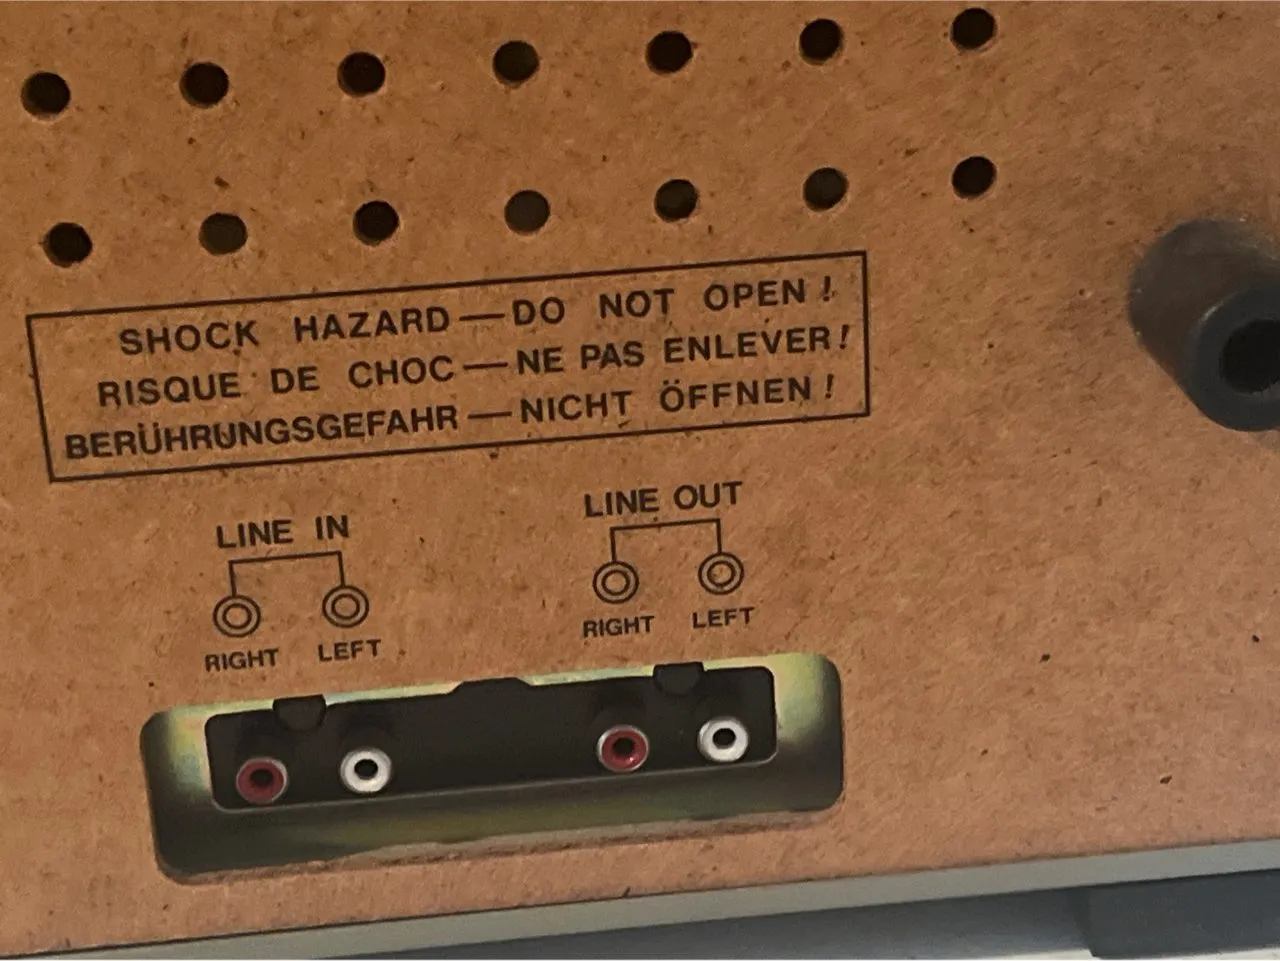 SHOCK HAZARD — DO NOT OPEN !
RISQUE DE CHOC — NE PAS ENLEVER !
BERÜHRUNGSGEFAHR — NICHT ÖFFNEN !
LINE IN
RIGHT LEFT
LINE OUT
RIGHT LEFT